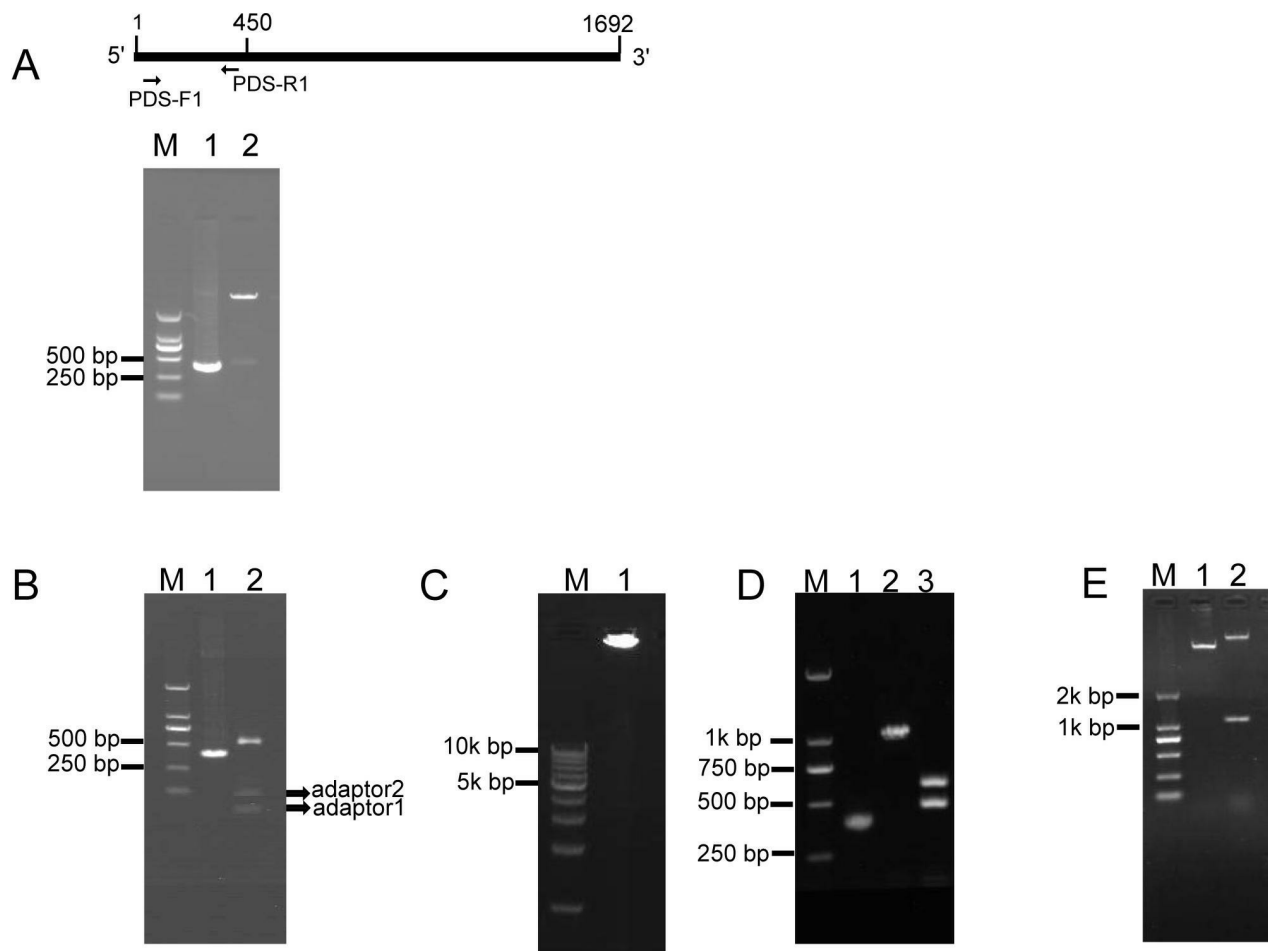 1 450 1692
A 5' 3'
PDS-F1 PDS-R1
M 1 2
500 bp
250 bp
B M 1 2
500 bp
250 bp
adaptor2
adaptor1
C M 1
10k bp
5k bp
D M 1 2 3
1k bp
750 bp
500 bp
250 bp
E M 1 2
2k bp
1k bp